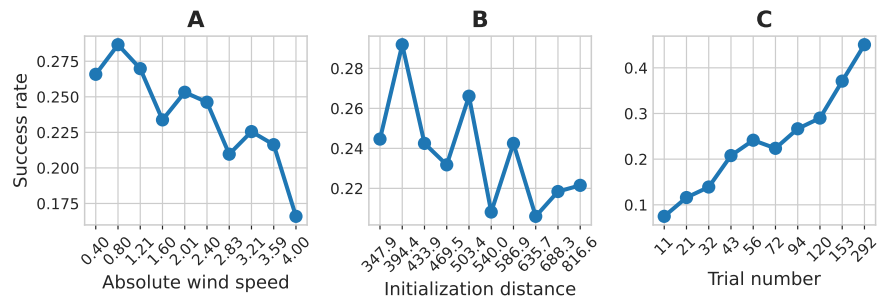 A
B
C
Success rate
0.275
0.250
0.225
0.200
0.175
0.40 0.80 1.21 1.60 2.01 2.40 2.83 3.21 3.59 4.00
Absolute wind speed
0.28
0.26
0.24
0.22
347.9 394.4 433.9 469.5 503.4 540.0 586.9 635.7 688.3 816.6
Initialization distance
0.4
0.3
0.2
0.1
11 21 32 43 56 72 94 120 153 292
Trial number